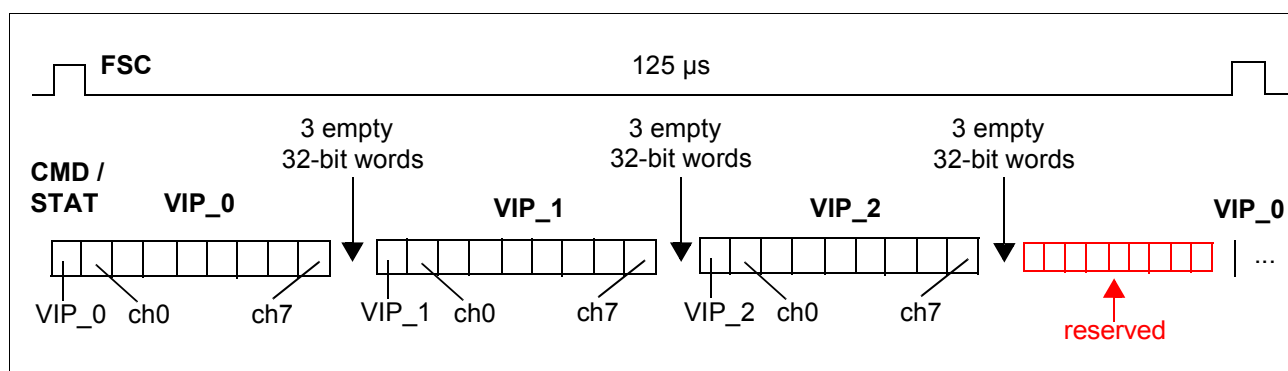 FSC
125 µs
3 empty
32-bit words
3 empty
32-bit words
3 empty
32-bit words
CMD /
STAT
VIP_0
VIP_1
VIP_2
VIP_0
...
VIP_0
ch0
ch7
VIP_1
ch0
ch7
VIP_2
ch0
ch7
reserved